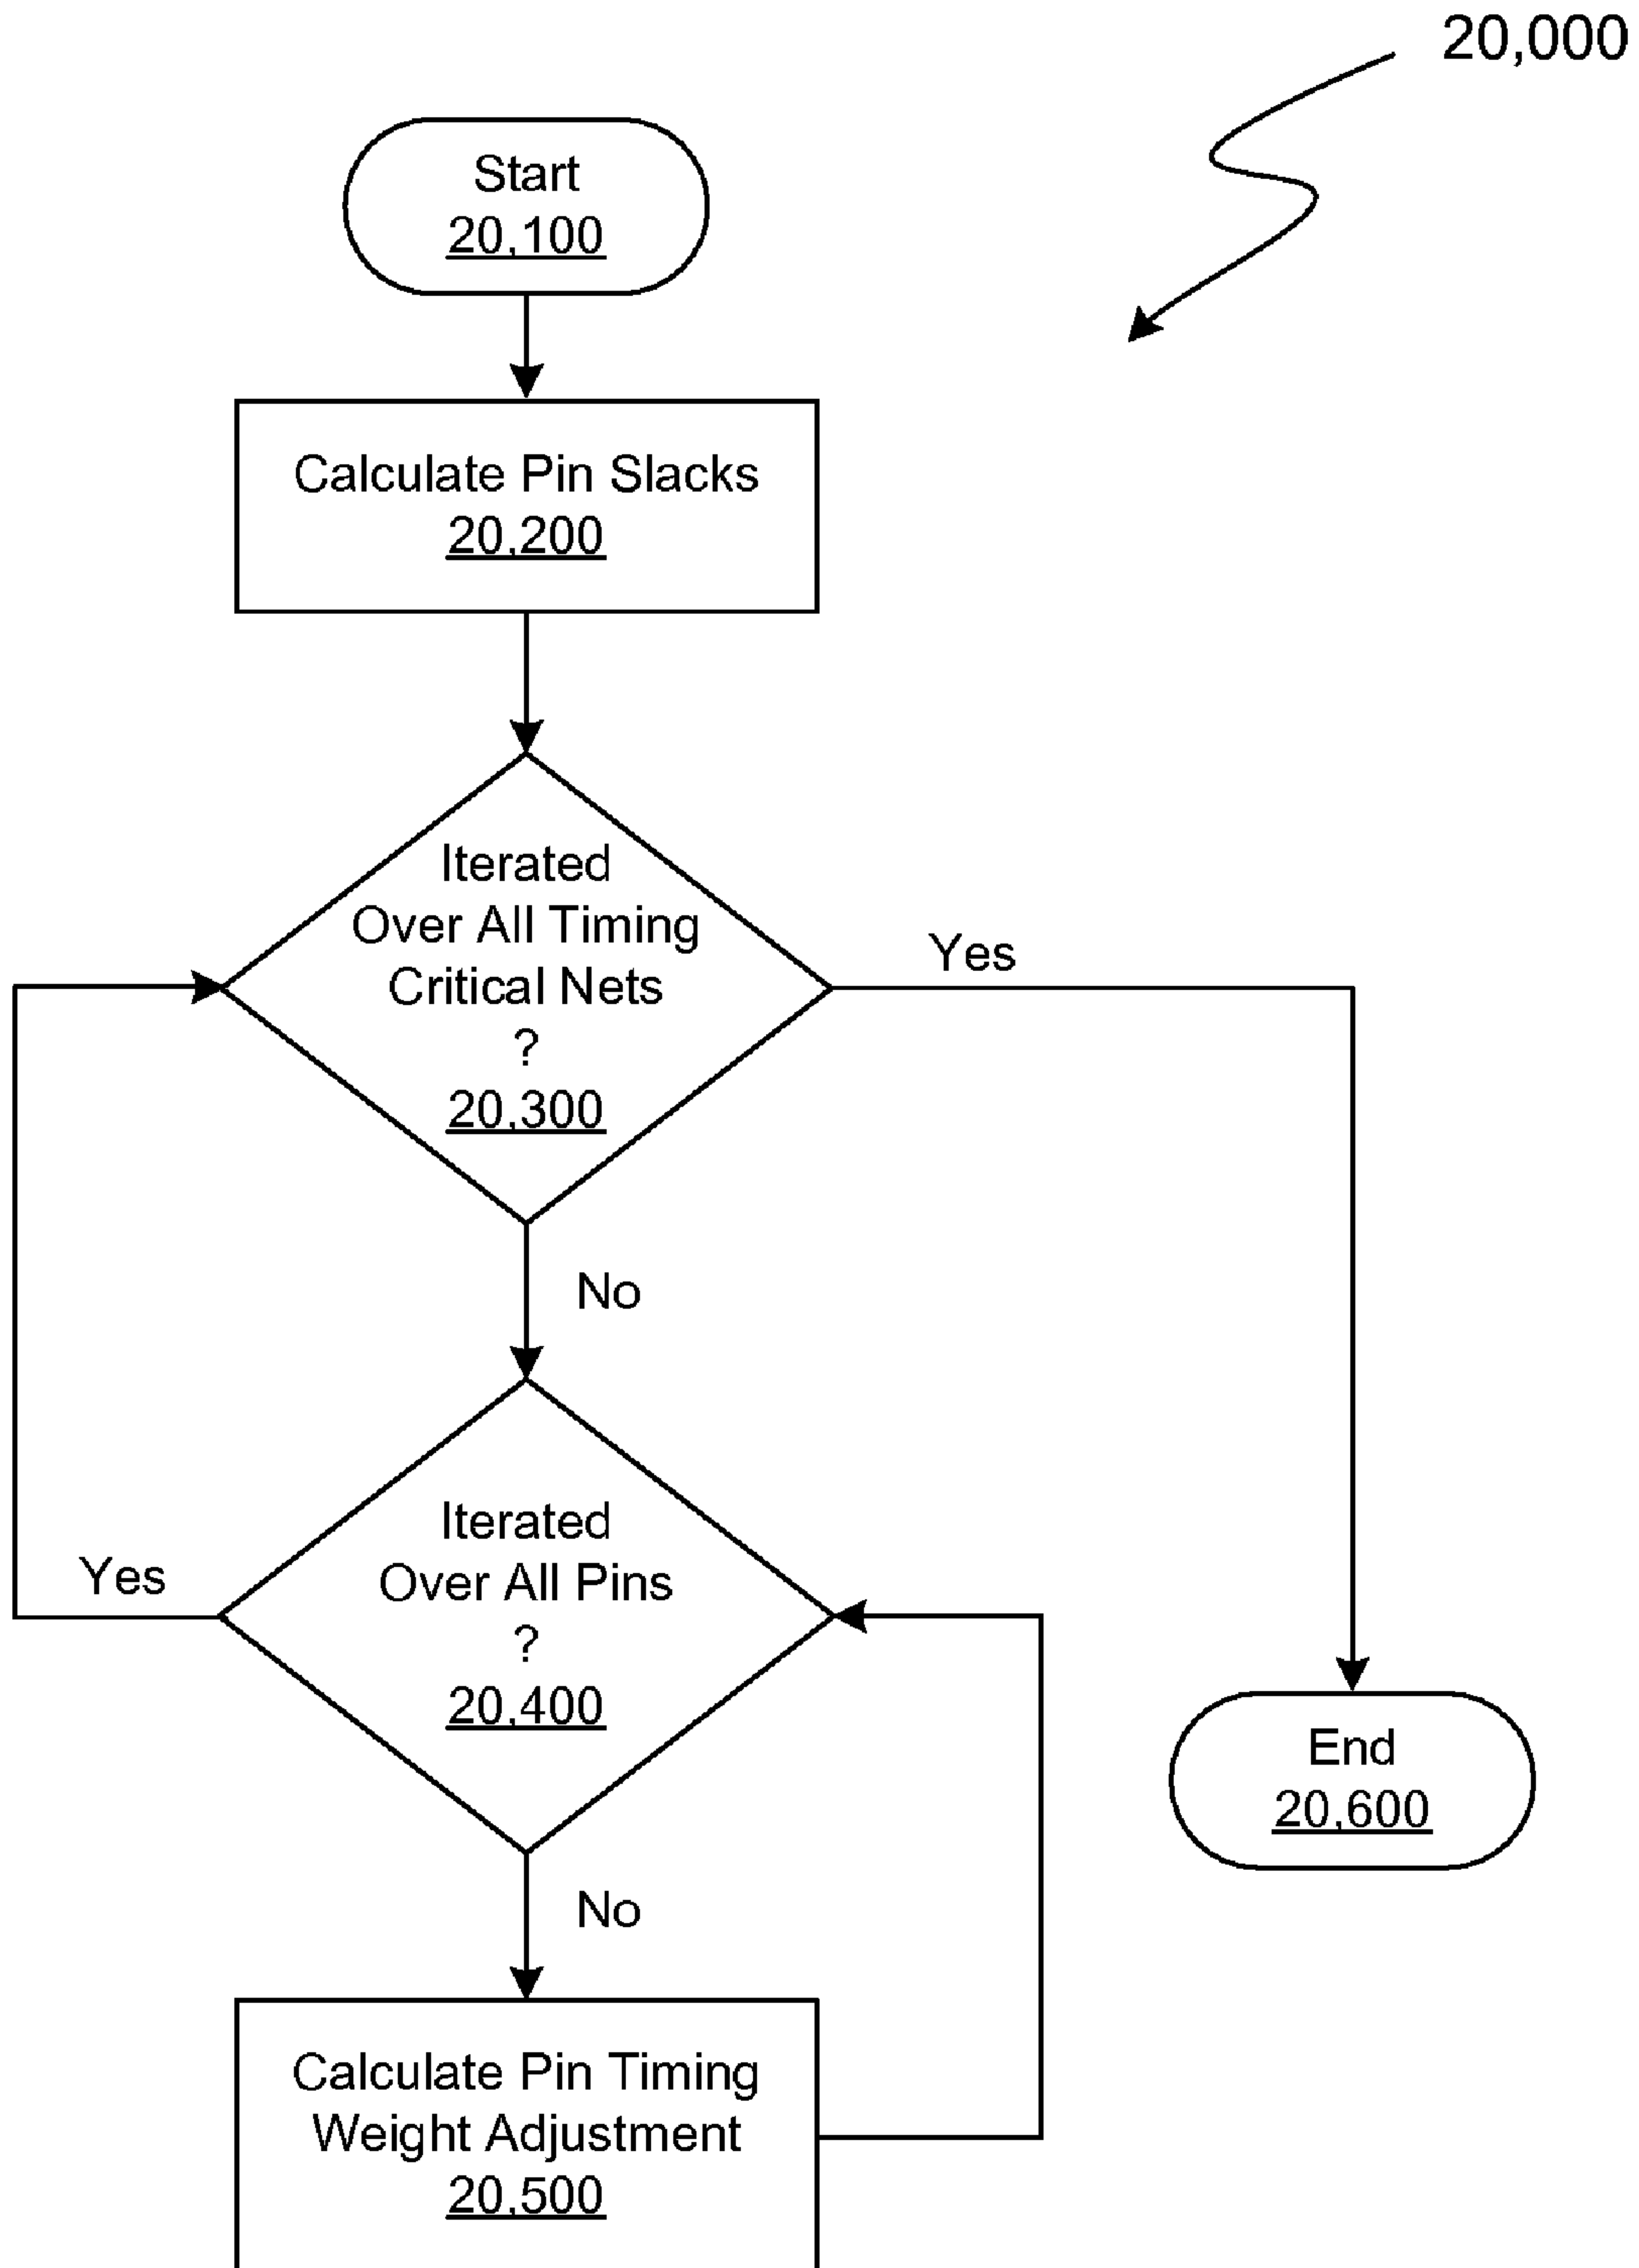 20,000
Start
20,100
Calculate Pin Slacks
20,200
Iterated
Over All Timing
Critical Nets
?
20,300
Yes
No
Iterated
Over All Pins
?
20,400
Yes
No
End
20,600
Calculate Pin Timing
Weight Adjustment
20,500